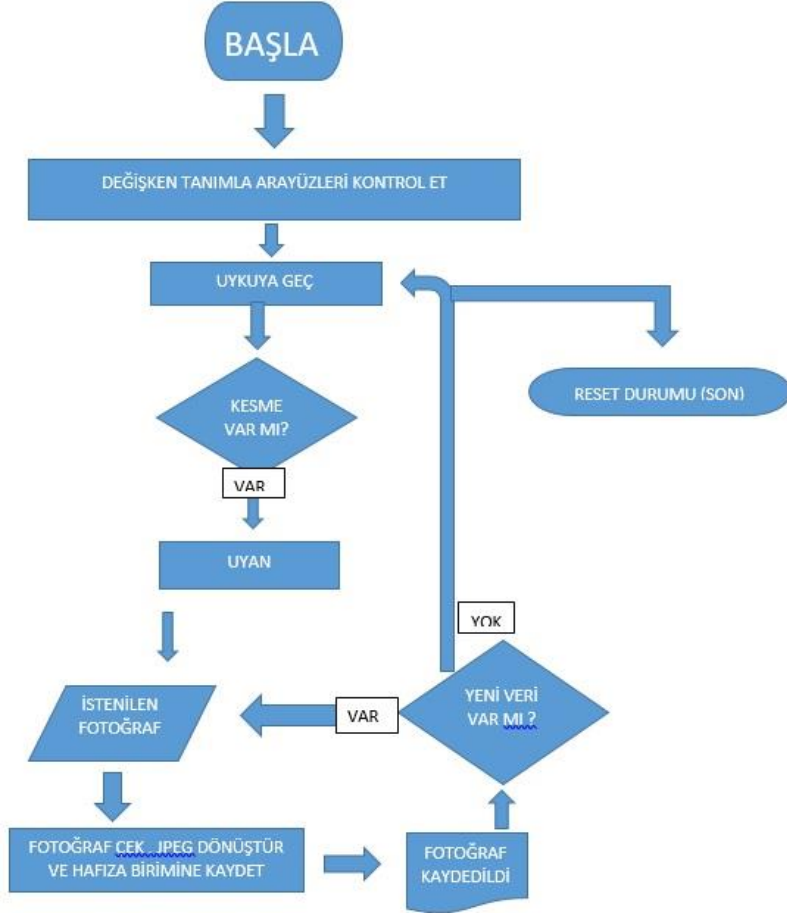 BAŞLA
DEĞİŞKEN TANIMLA ARAYÜZLERİ KONTROL ET
UYKUYA GEÇ
RESET DURUMU (SON)
KESME
VAR MI?
VAR
UYAN
YOK
YENİ VERİ
VAR MI ?
VAR
İSTENİLEN
FOTOĞRAF
FOTOĞRAF CEK JPEG DÖNÜŞTÜR
VE HAFIZA BİRİMİNE KAYDET
FOTOĞRAF
KAYDEDİLDİ